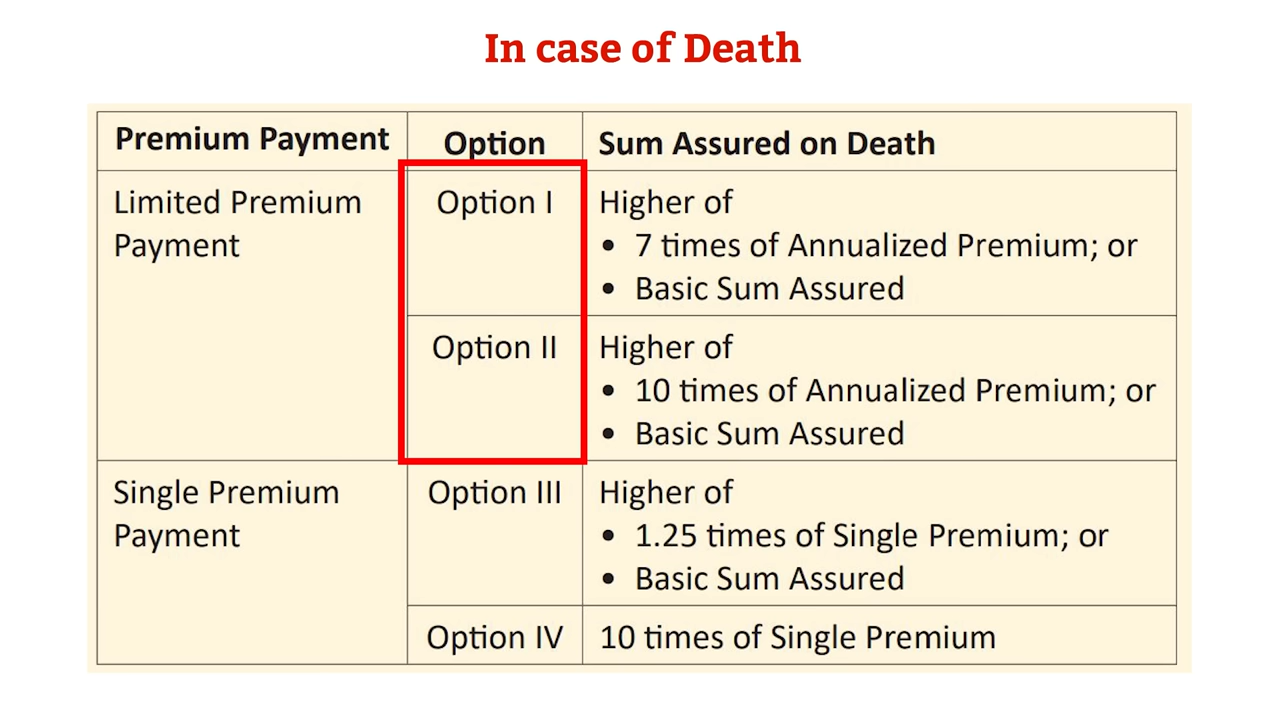 In case of Death
Premium Payment Option Sum Assured on Death
Limited Premium Payment
Option I
Higher of
• 7 times of Annualized Premium; or
• Basic Sum Assured
Option II
Higher of
• 10 times of Annualized Premium; or
• Basic Sum Assured
Single Premium Payment
Option III
Higher of
• 1.25 times of Single Premium; or
• Basic Sum Assured
Option IV
10 times of Single Premium